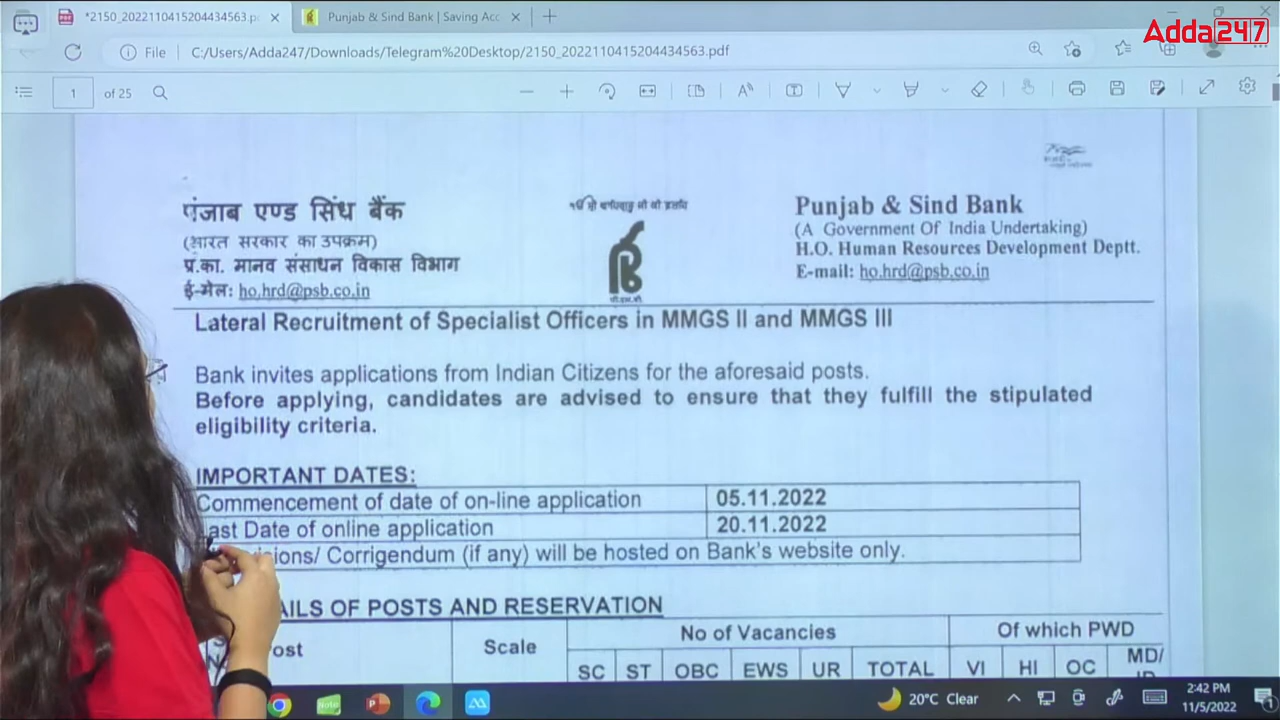 *2150_2022110415204434563.p
Punjab & Sind Bank | Saving Acc
Adda247
File
C:/Users/Adda247/Downloads/Telegram%20Desktop/2150_2022110415204434563.pdf
1 of 25
पंजाब एण्ड सिंध बैंक
(भारत सरकार का उपक्रम)
प्र.का. मानव संसाधन विकास विभाग
ई-मेल: ho.hrd@psb.co.in
Punjab & Sind Bank
(A Government Of India Undertaking)
H.O. Human Resources Development Deptt.
E-mail: ho.hrd@psb.co.in
Lateral Recruitment of Specialist Officers in MMGS II and MMGS III
Bank invites applications from Indian Citizens for the aforesaid posts.
Before applying, candidates are advised to ensure that they fulfill the stipulated
eligibility criteria.
IMPORTANT DATES:
Commencement of date of on-line application 05.11.2022
ast Date of online application 20.11.2022
isions/ Corrigendum (if any) will be hosted on Bank's website only.
AILS OF POSTS AND RESERVATION
ost Scale No of Vacancies Of which PWD
SC ST OBC EWS UR TOTAL VI HI OC MD/
20°C Clear
2:42 PM
11/5/2022